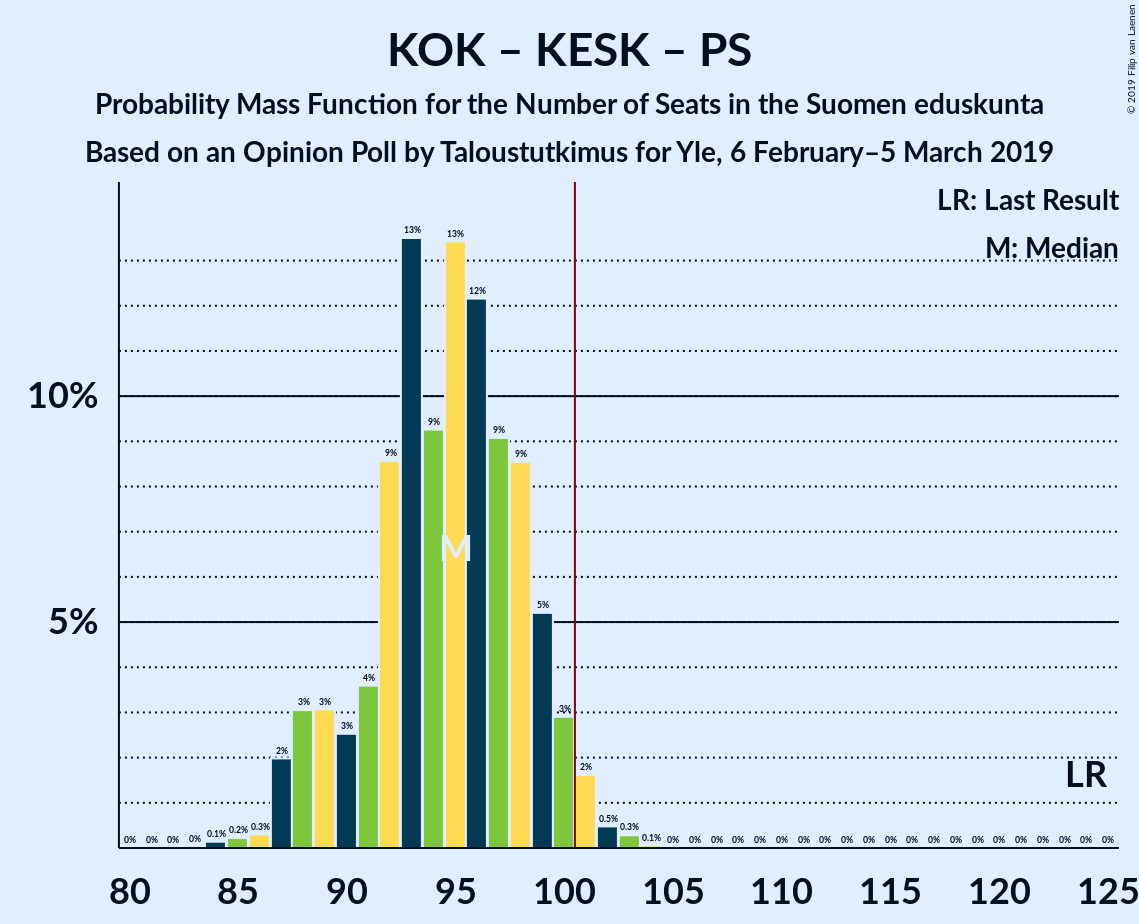 KOK – KESK – PS
Probability Mass Function for the Number of Seats in the Suomen eduskunta
Based on an Opinion Poll by Taloustutkimus for Yle, 6 February–5 March 2019
© 2019 Filip van Laenen
LR: Last Result
M: Median
10%
5%
0% 0% 0% 0% 0.1% 0.2% 0.3% 2% 3% 3% 3% 4% 9% 13% 9% 13% 12% 9% 9% 5% 3% 2% 0.5% 0.3% 0.1% 0% 0% 0% 0% 0% 0% 0% 0% 0% 0% 0% 0% 0% 0% 0% 0% 0% 0% 0% 0% 0%
M
LR
80 85 90 95 100 105 110 115 120 125